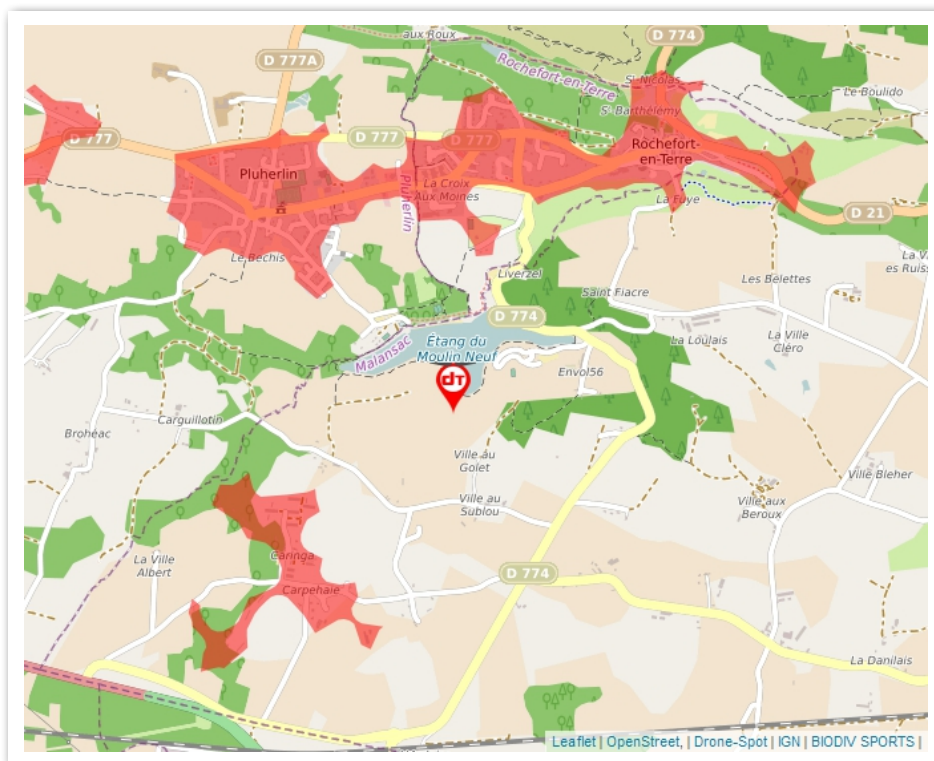 aux Roux
D 774
D 777A
Rochefort-en-Terre
St Nicolas
Le Boulido
St Barthélemy
D 777
D 777
D 777
Rochefort-
en-Terre
Pluherlin
La Croix
Aux Moines
Pluherlin
La Fuye
D 21
Le Bechis
Liverzel
La V
es Ruiss
Les Belettes
Saint Fiacre
D 774
Étang du
Moulin Neuf
La Loulais
La Ville
Cléro
Malansac
dT
Envol56
Carguillotin
Brohéac
Ville au
Golet
Ville Bleher
Ville au
Sublou
Ville aux
Beroux
La Ville
Albert
Caringa
Carpehaie
D 774
La Danilais
Leaflet | OpenStreet, | Drone-Spot | IGN | BIODIV SPORTS |